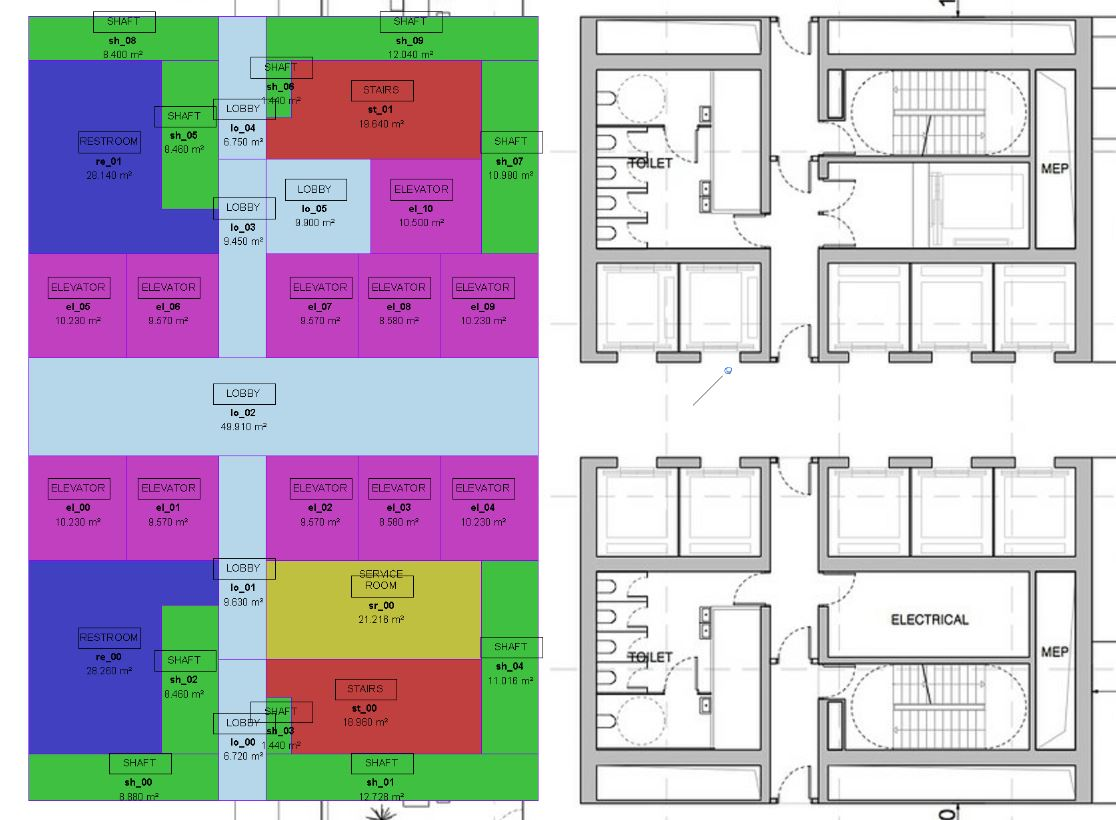 SHAFT
sh_08
8.400 m²
SHAFT
sh_09
12.040 m²
SHAFT
sh_06
1.440 m²
STAIRS
st_01
19.640 m²
LOBBY
lo_04
6.750 m²
SHAFT
sh_05
8.460 m²
RESTROOM
re_01
28.140 m²
SHAFT
sh_07
10.990 m²
LOBBY
lo_05
9.900 m²
ELEVATOR
el_10
10.500 m²
LOBBY
lo_03
9.450 m²
ELEVATOR
el_05
10.230 m²
ELEVATOR
el_06
9.570 m²
ELEVATOR
el_07
9.570 m²
ELEVATOR
el_08
8.580 m²
ELEVATOR
el_09
10.230 m²
LOBBY
lo_02
49.910 m²
ELEVATOR
el_00
10.230 m²
ELEVATOR
el_01
9.570 m²
ELEVATOR
el_02
9.570 m²
ELEVATOR
el_03
8.580 m²
ELEVATOR
el_04
10.230 m²
LOBBY
lo_01
9.630 m²
SERVICE
ROOM
sr_00
21.216 m²
RESTROOM
re_00
28.260 m²
SHAFT
sh_02
8.460 m²
SHAFT
sh_04
11.016 m²
STAIRS
st_00
18.960 m²
SHAFT
sh_03
1.440 m²
LOBBY
lo_00
6.720 m²
SHAFT
sh_00
8.880 m²
SHAFT
sh_01
12.728 m²
TOILET
MEP
ELECTRICAL
TOILET
MEP